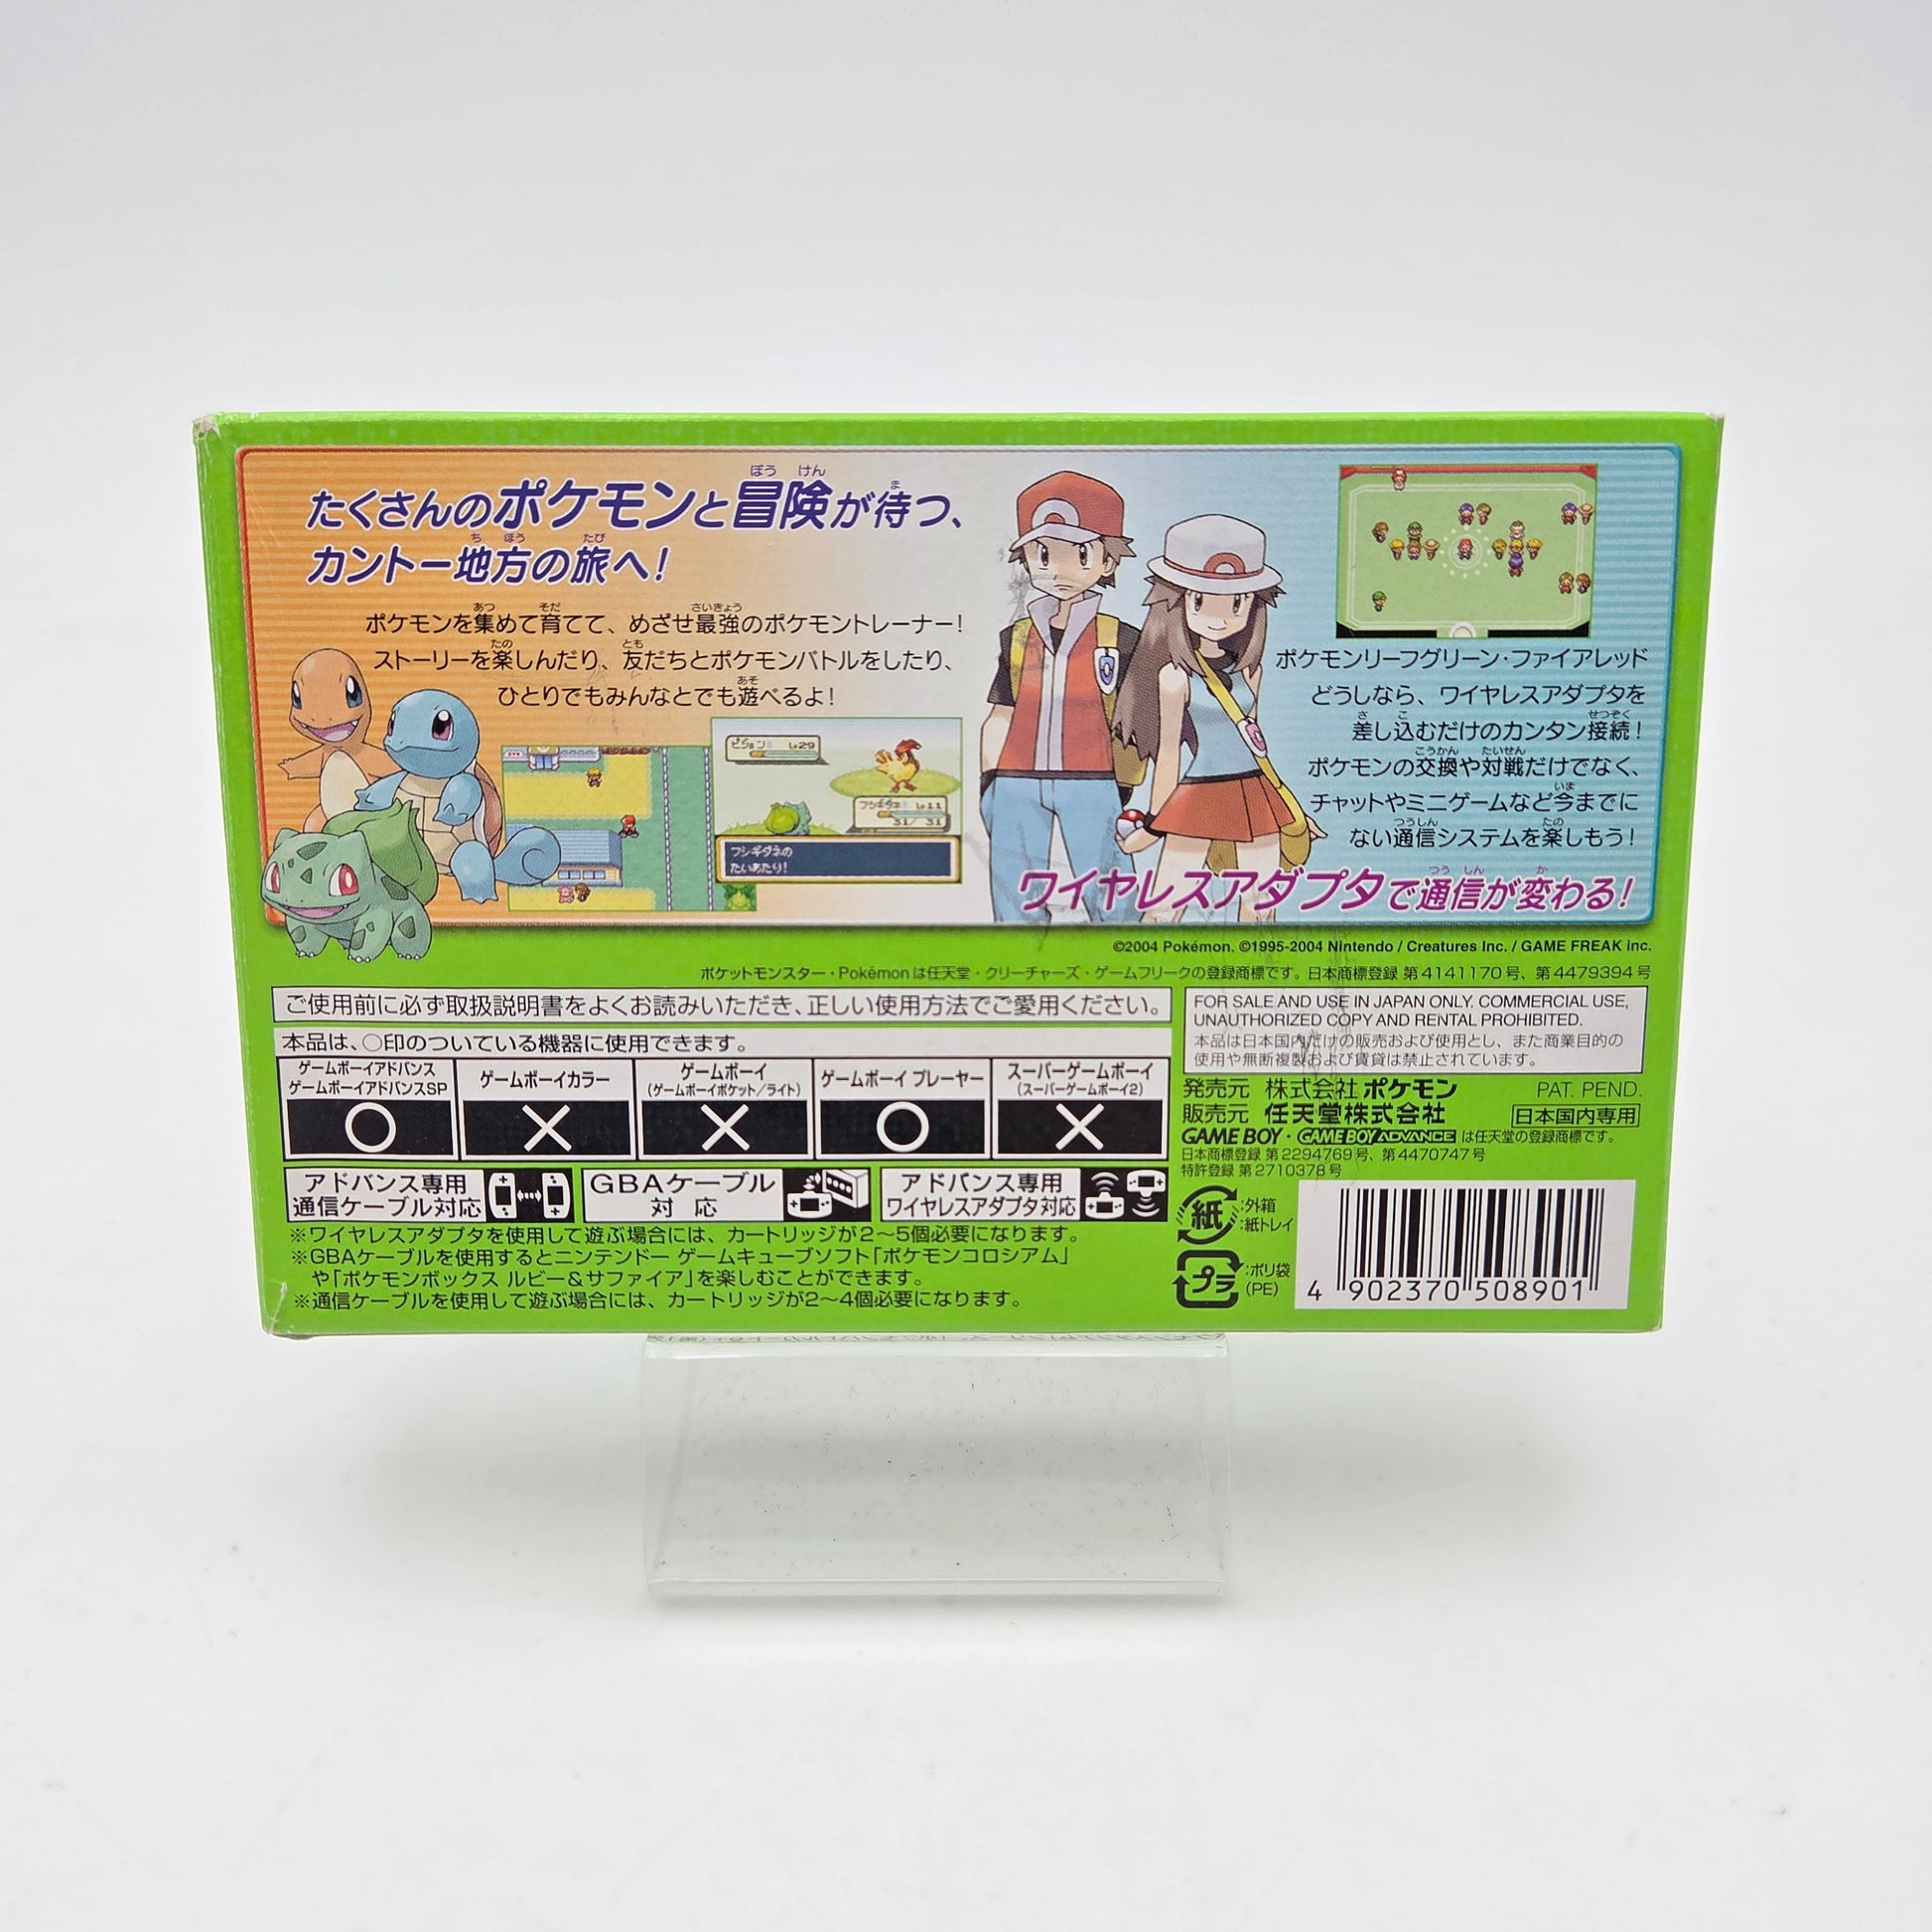 たくさんのポケモンと冒険が待つ、
カントー地方の旅へ!
ポケモンを集めて育てて、めざせ最強のポケモントレーナー!
ストーリーを楽しんだり、友だちとポケモンバトルをしたり、
ひとりでもみんなとでも遊べるよ!
ピジョン Lv29
フシギダネ Lv11
31/ 31
フシギダネの
たいあたり!
ポケモンリーフグリーン・ファイアレッド
どうしなら、ワイヤレスアダプタを
差し込むだけのカンタン接続!
ポケモンの交換や対戦だけでなく、
チャットやミニゲームなど今までに
ない通信システムを楽しもう!
ワイヤレスアダプタで通信が変わる!
©2004 Pokémon. ©1995-2004 Nintendo / Creatures Inc. / GAME FREAK inc.
ポケットモンスター・Pokémonは任天堂・クリーチャーズ・ゲームフリークの登録商標です。日本商標登録 第4141170号、第4479394号
ご使用前に必ず取扱説明書をよくお読みいただき、正しい使用方法でご愛用ください。
本品は、○印のついている機器に使用できます。
ゲームボーイアドバンス
ゲームボーイアドバンスSP
○
ゲームボーイカラー
×
ゲームボーイ
(ゲームボーイポケット/ライト)
×
ゲームボーイ プレーヤー
○
スーパーゲームボーイ
(スーパーゲームボーイ2)
×
アドバンス専用
通信ケーブル対応
GBAケーブル
対 応
アドバンス専用
ワイヤレスアダプタ対応
※ワイヤレスアダプタを使用して遊ぶ場合には、カートリッジが2〜5個必要になります。
※GBAケーブルを使用するとニンテンドー ゲームキューブソフト「ポケモンコロシアム」
や「ポケモンボックス ルビー&サファイア」を楽しむことができます。
※通信ケーブルを使用して遊ぶ場合には、カートリッジが2〜4個必要になります。
FOR SALE AND USE IN JAPAN ONLY. COMMERCIAL USE,
UNAUTHORIZED COPY AND RENTAL PROHIBITED.
本品は日本国内だけの販売および使用とし、また商業目的の
使用や無断複製および賃貸は禁止されています。
発売元 株式会社ポケモン PAT. PEND.
販売元 任天堂株式会社 日本国内専用
GAME BOY・GAME BOY ADVANCE は任天堂の登録商標です。
日本商標登録 第2294769号、第4470747号
特許登録 第2710378号
紙 :外箱
:紙トレイ
プラ :ポリ袋
(PE)
4 902370 508901